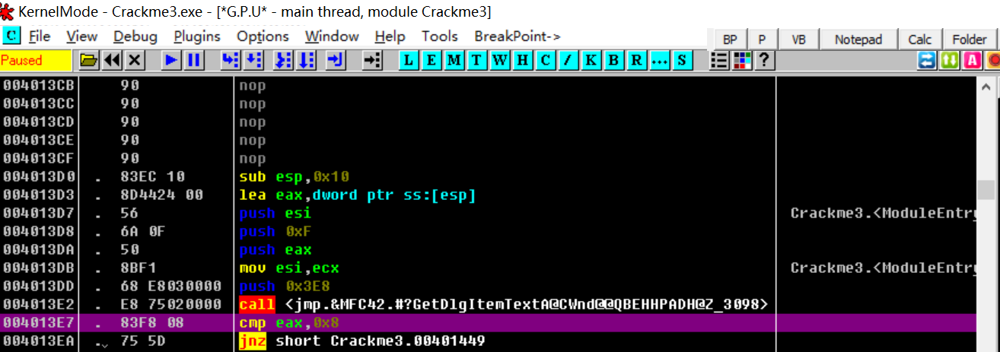 KernelMode - Crackme3.exe - [*G.P.U* - main thread, module Crackme3]
C File View Debug Plugins Options Window Help Tools BreakPoint-> BP P VB Notepad Calc Folder
Paused L E M T W H C / K B R ... S ? A
004013CB 90 nop
004013CC 90 nop
004013CD 90 nop
004013CE 90 nop
004013CF 90 nop
004013D0 . 83EC 10 sub esp,0x10
004013D3 . 8D4424 00 lea eax,dword ptr ss:[esp]
004013D7 . 56 push esi Crackme3.<ModuleEntry
004013D8 . 6A 0F push 0xF
004013DA . 50 push eax
004013DB . 8BF1 mov esi,ecx Crackme3.<ModuleEntry
004013DD . 68 E8030000 push 0x3E8
004013E2 . E8 75020000 call <jmp.&MFC42.#?GetDlgItemTextA@CWnd@@QBEHHPADH@Z_3098>
004013E7 . 83F8 08 cmp eax,0x8
004013EA . 75 5D jnz short Crackme3.00401449